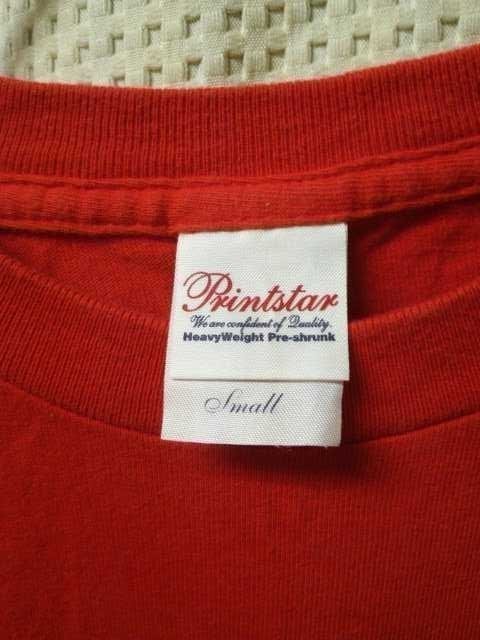 Printstar
We are confident of Quality.
HeavyWeight Pre-shrunk
Small